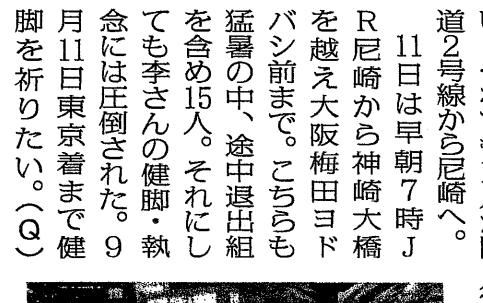 道2号線から尼崎へ。
　11日は早朝7時J
R尼崎から神崎大橋
を越え大阪梅田ヨド
バシ前まで。こちらも
猛暑の中、途中退出組
を含め15人。それにし
ても李さんの健脚・執
念には圧倒された。9
月11日東京着まで健
脚を祈りたい。（Q）